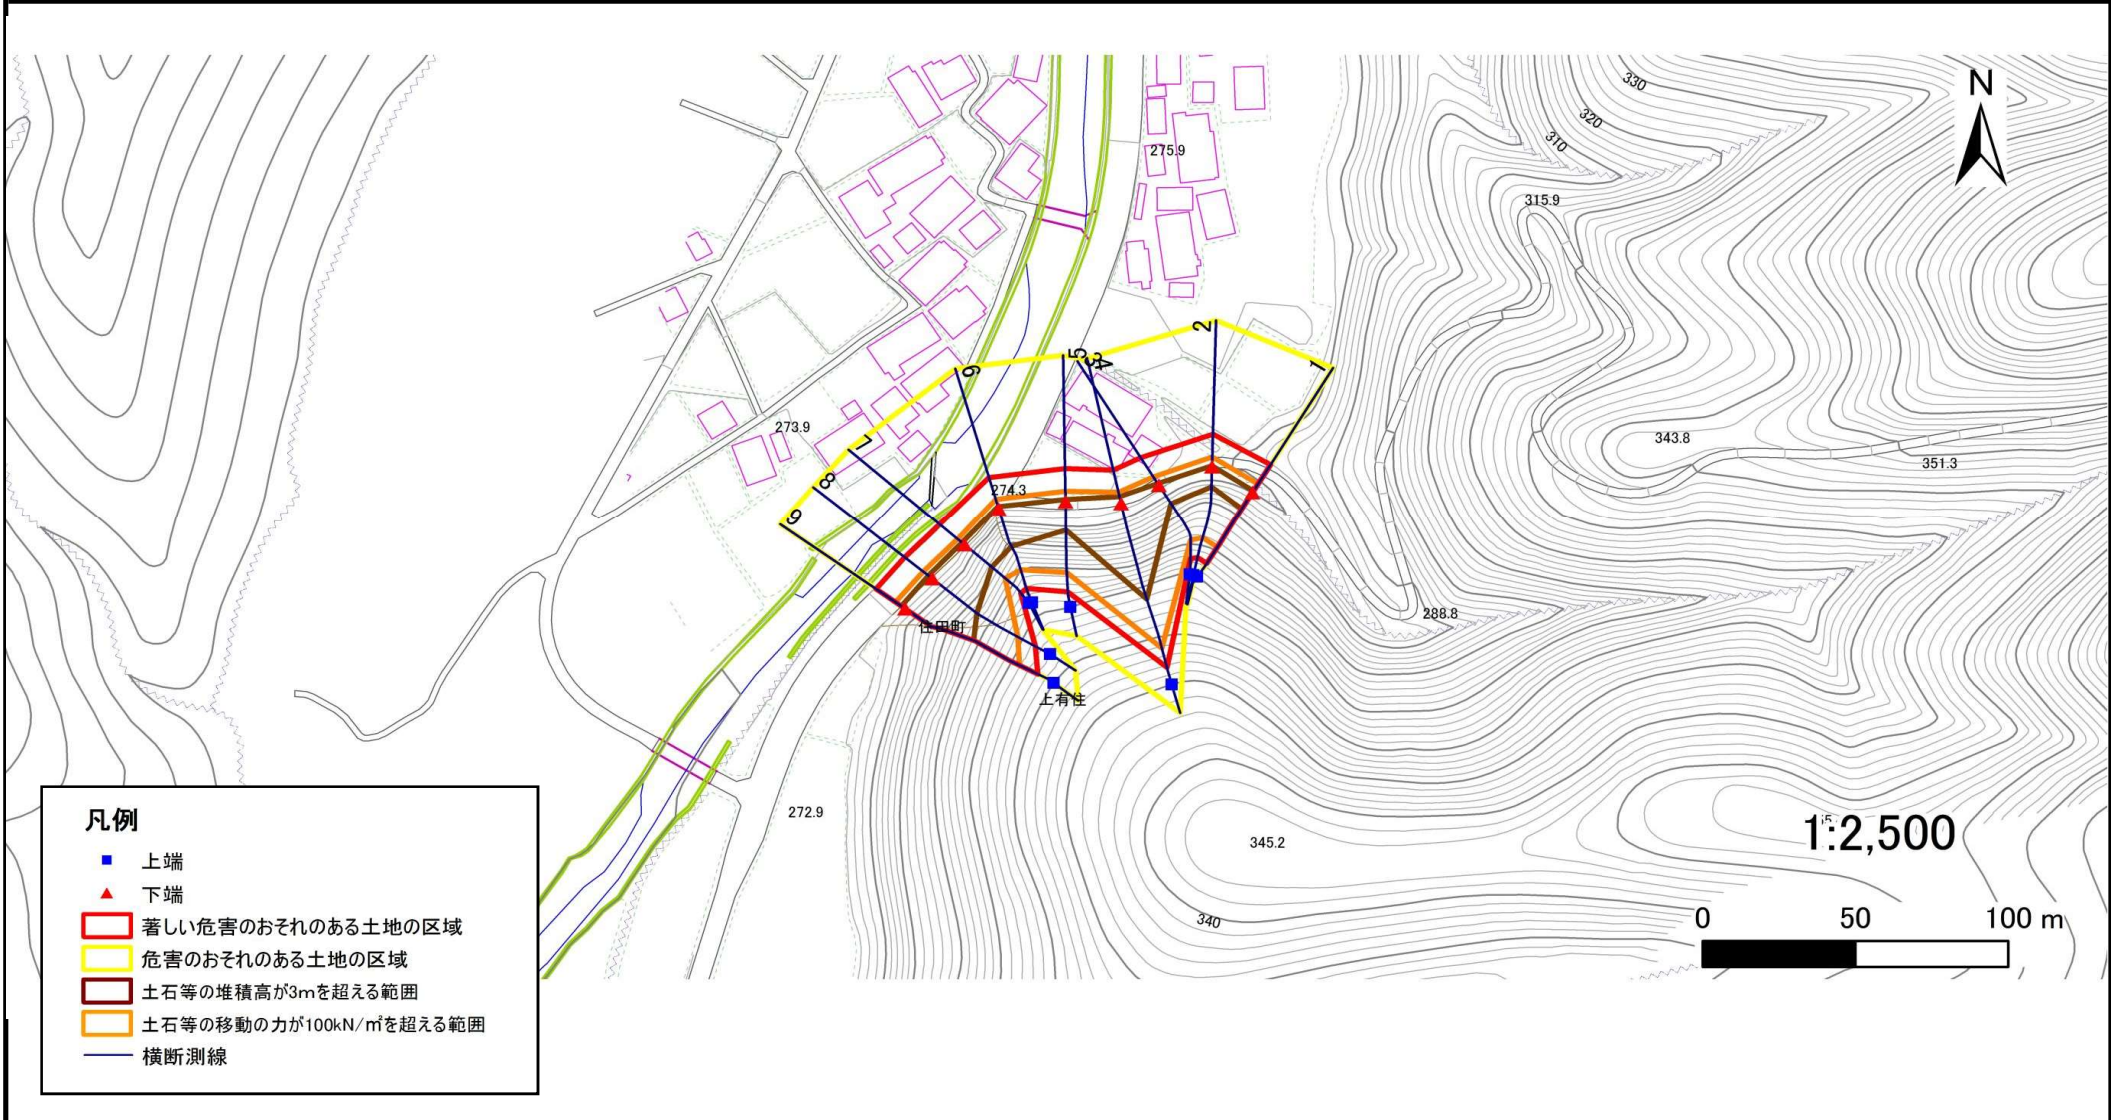 N
330
320
310
275.9
315.9
2
5
3
4
1
6
7
8
9
273.9
274.3
343.8
351.3
288.8
住田町
上有住
272.9
345.2
340
1:2,500
0 50 100 m
凡例
上端
下端
著しい危害のおそれのある土地の区域
危害のおそれのある土地の区域
土石等の堆積高が3mを超える範囲
土石等の移動の力が100kN/㎡を超える範囲
横断測線